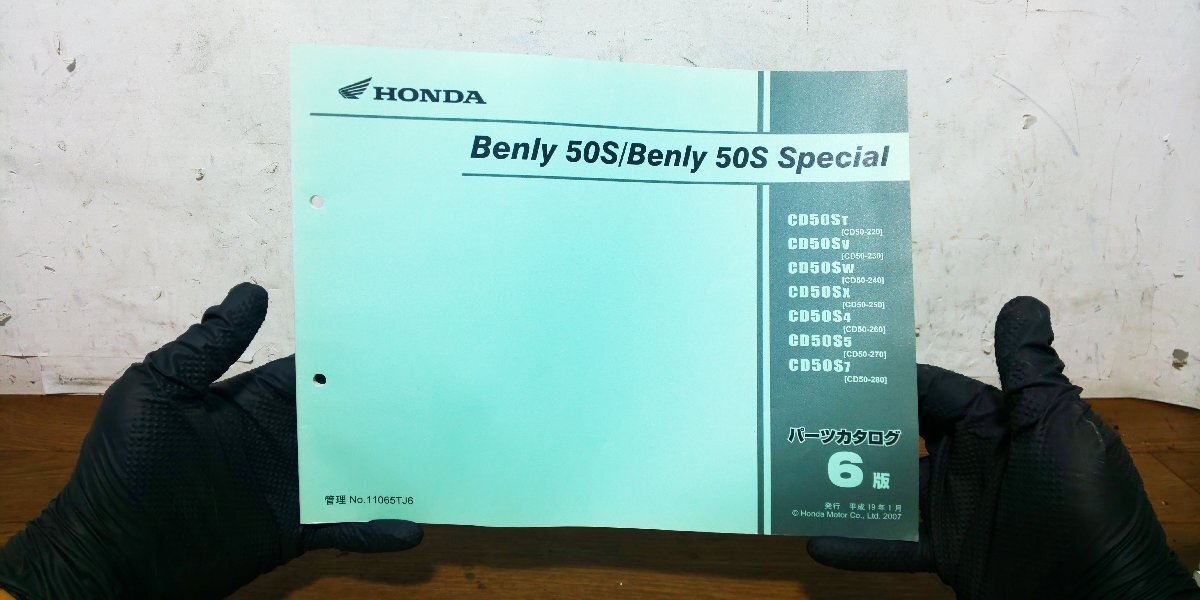 HONDA
Benly 50S/Benly 50S Special
CD50ST
[CD50-220]
CD50SV
[CD50-230]
CD50SW
[CD50-240]
CD50SX
[CD50-250]
CD50S4
[CD50-260]
CD50S5
[CD50-270]
CD50S7
[CD50-280]
パーツカタログ
6版
管理 No.11065TJ6
発行 平成19年1月
© Honda Motor Co., Ltd. 2007